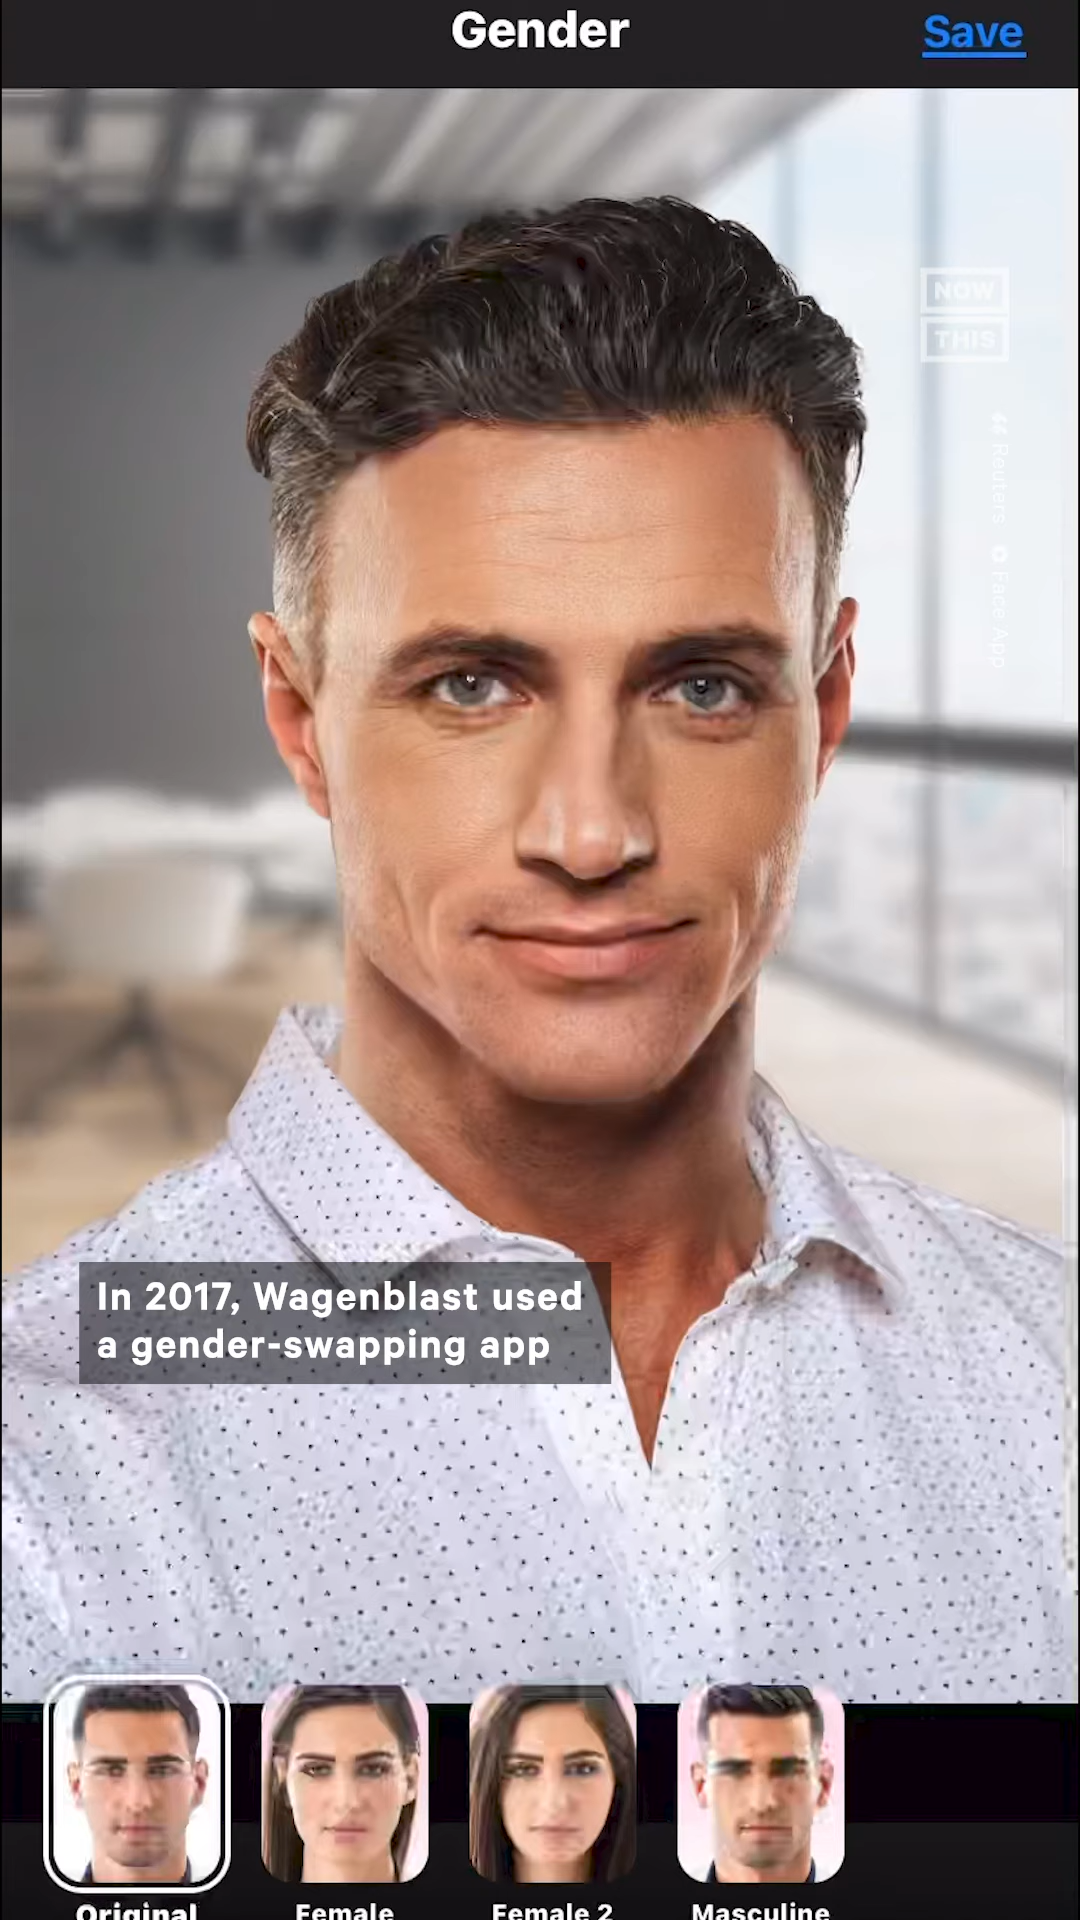 Gender
Save
NOW
THIS
“ Reuters
Face App
In 2017, Wagenblast used
a gender-swapping app
Original
Female
Female 2
Masculine